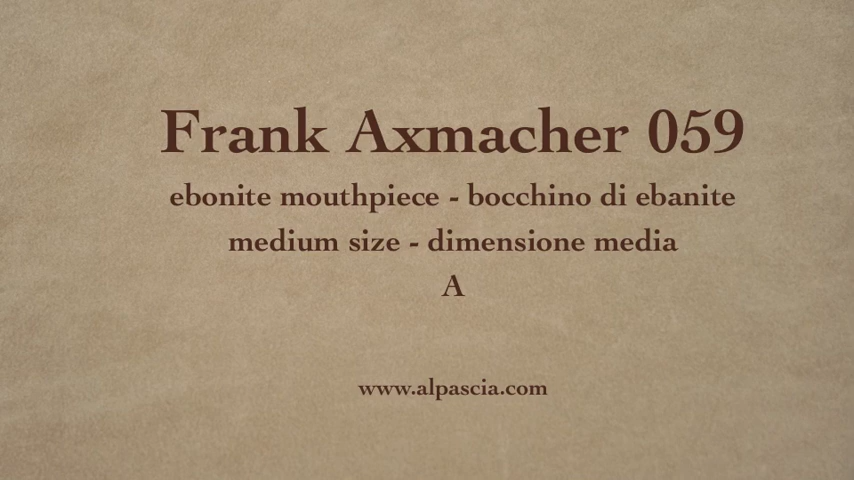 Frank Axmacher 059
ebonite mouthpiece - bocchino di ebanite
medium size - dimensione media
A
www.alpascia.com